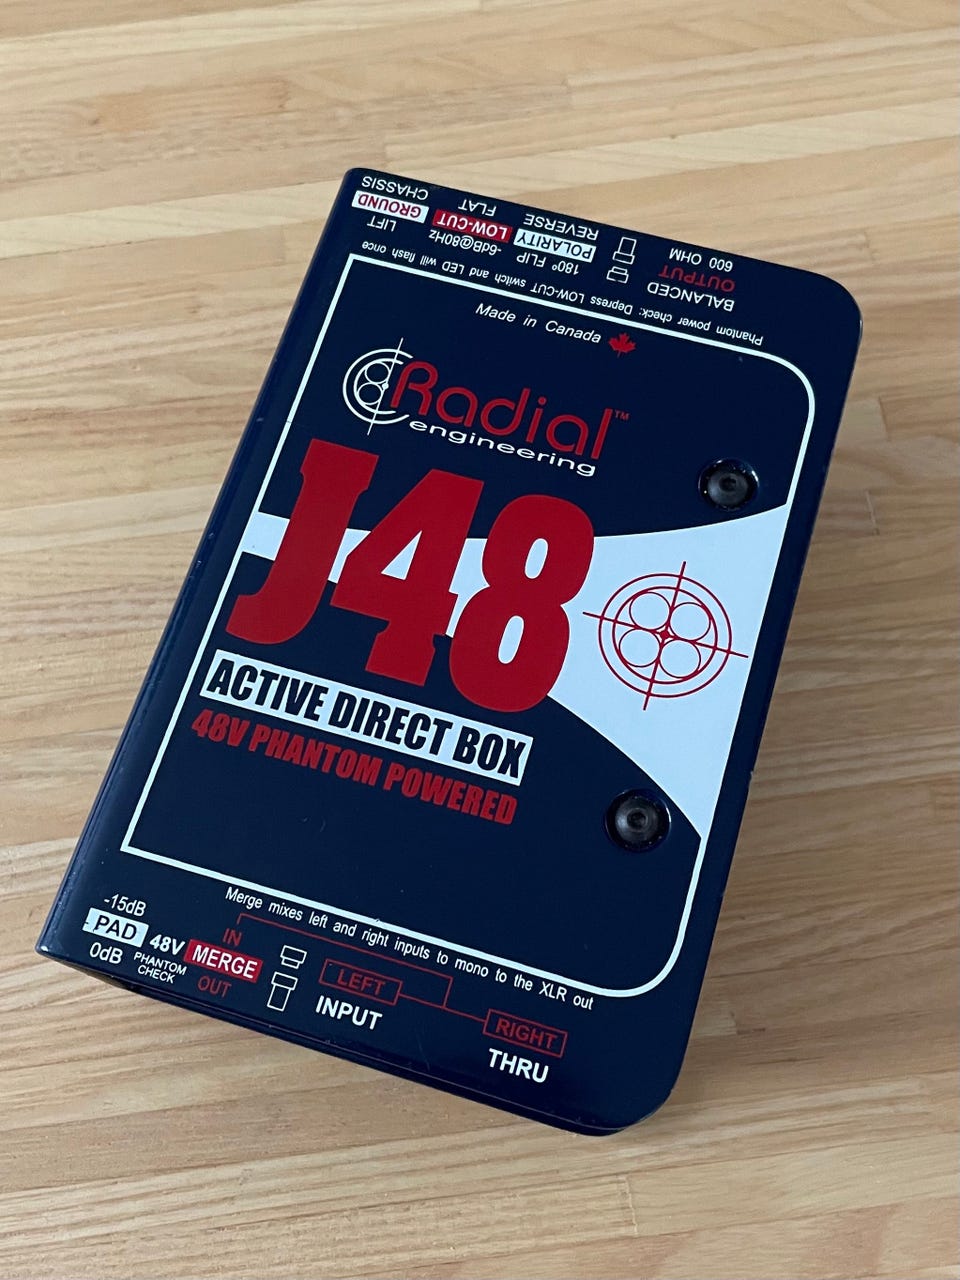 CHASSIS
GROUND
LIFT
FLAT
LOW-CUT
-6dB@80Hz
REVERSE
POLARITY
180° FLIP
600 OHM
OUTPUT
BALANCED
Phantom power check: Depress LOW-CUT switch and LED will flash once
Made in Canada
Radial™
engineering
J48
ACTIVE DIRECT BOX
48V PHANTOM POWERED
Merge mixes left and right inputs to mono to the XLR out
-15dB
PAD
0dB
48V
PHANTOM
CHECK
IN
MERGE
OUT
LEFT
INPUT
RIGHT
THRU